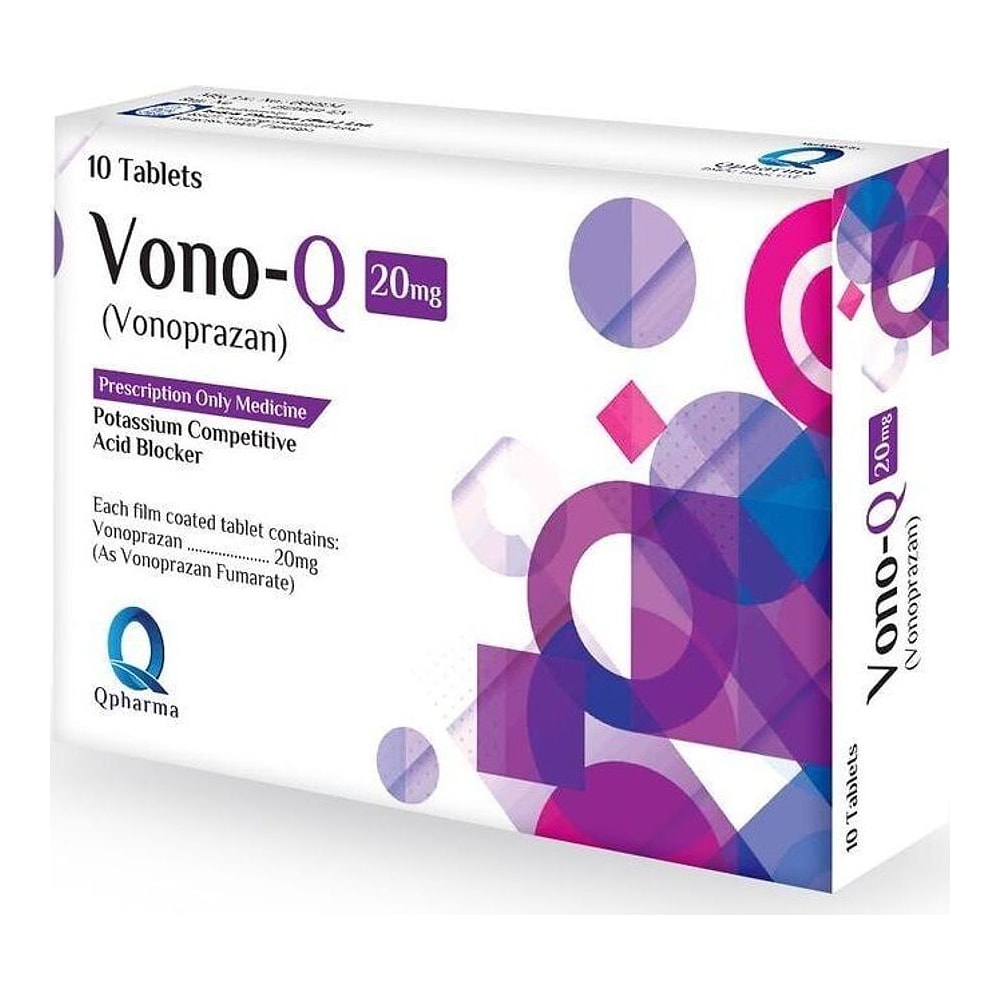 10 Tablets
Vono-Q 20mg
(Vonoprazan)
Prescription Only Medicine
Potassium Competitive
Acid Blocker
Each film coated tablet contains:
Vonoprazan ..................... 20mg
(As Vonoprazan Fumarate)
Qpharma
Qpharma
Vono-Q 20mg
(Vonoprazan)
10 Tablets